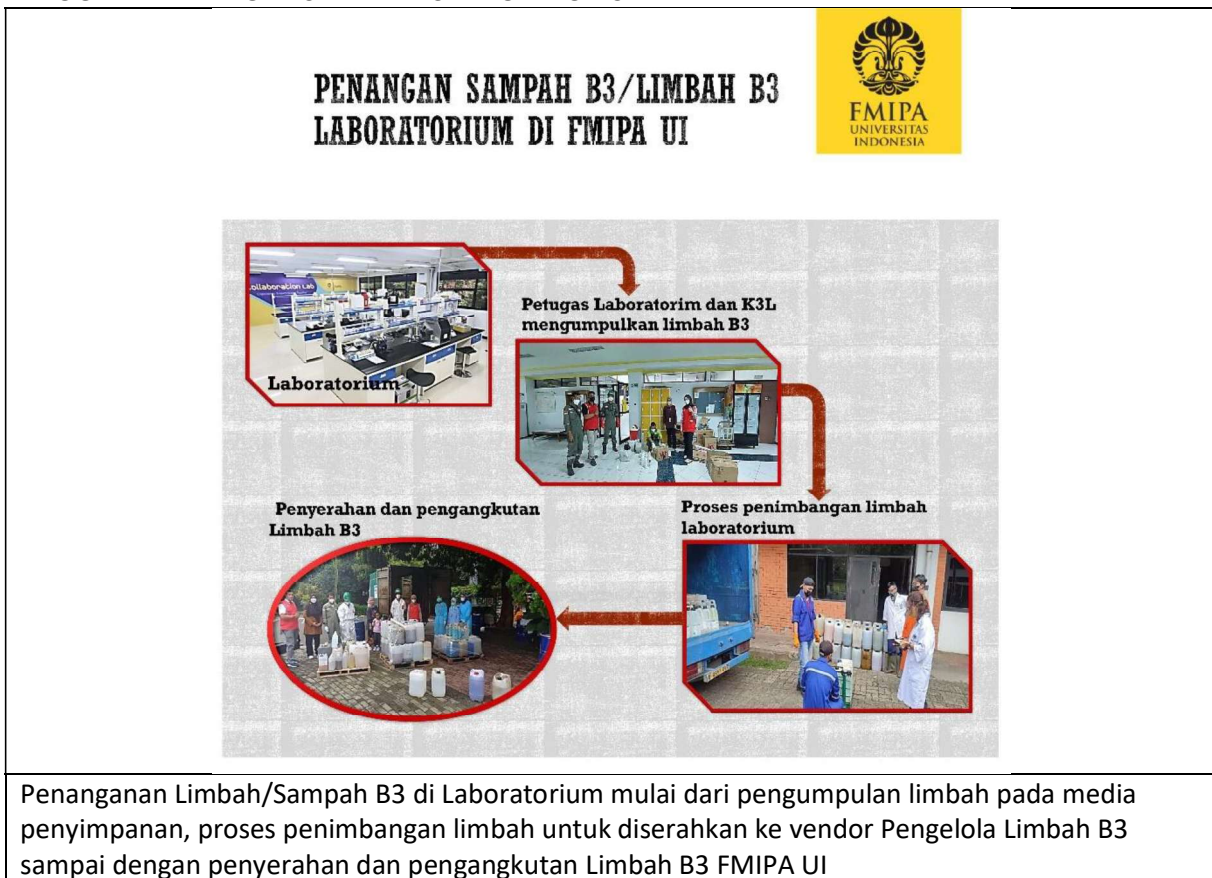 PENANGAN SAMPAH B3/LIMBAH B3
LABORATORIUM DI FMIPA UI
FMIPA
UNIVERSITAS
INDONESIA
Collaboration Lab
Laboratorium
Petugas Laboratorim dan K3L
mengumpulkan limbah B3
Proses penimbangan limbah
laboratorium
Penyerahan dan pengangkutan
Limbah B3
Penanganan Limbah/Sampah B3 di Laboratorium mulai dari pengumpulan limbah pada media
penyimpanan, proses penimbangan limbah untuk diserahkan ke vendor Pengelola Limbah B3
sampai dengan penyerahan dan pengangkutan Limbah B3 FMIPA UI